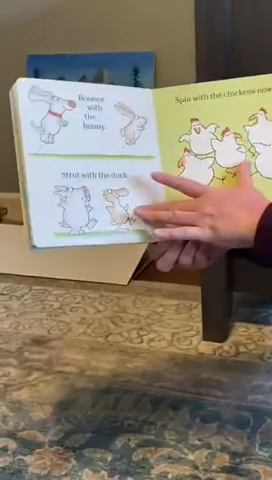 Bounce
with
the
bunny.
Strut with the duck.
Spin with the chickens now